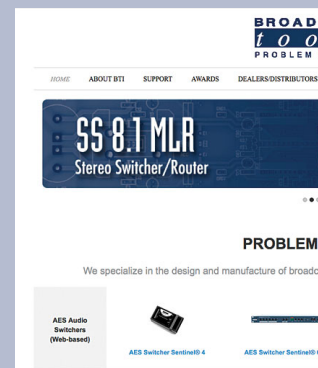 BROAD
too
PROBLEM
HOME ABOUT BTI SUPPORT AWARDS DEALERS/DISTRIBUTORS
SS 8.1 MLR
Stereo Switcher/Router
PROBLEM
We specialize in the design and manufacture of broadc
AES Audio
Switchers
(Web-based)
AES Switcher Sentinel® 4
AES Switcher Sentinel®